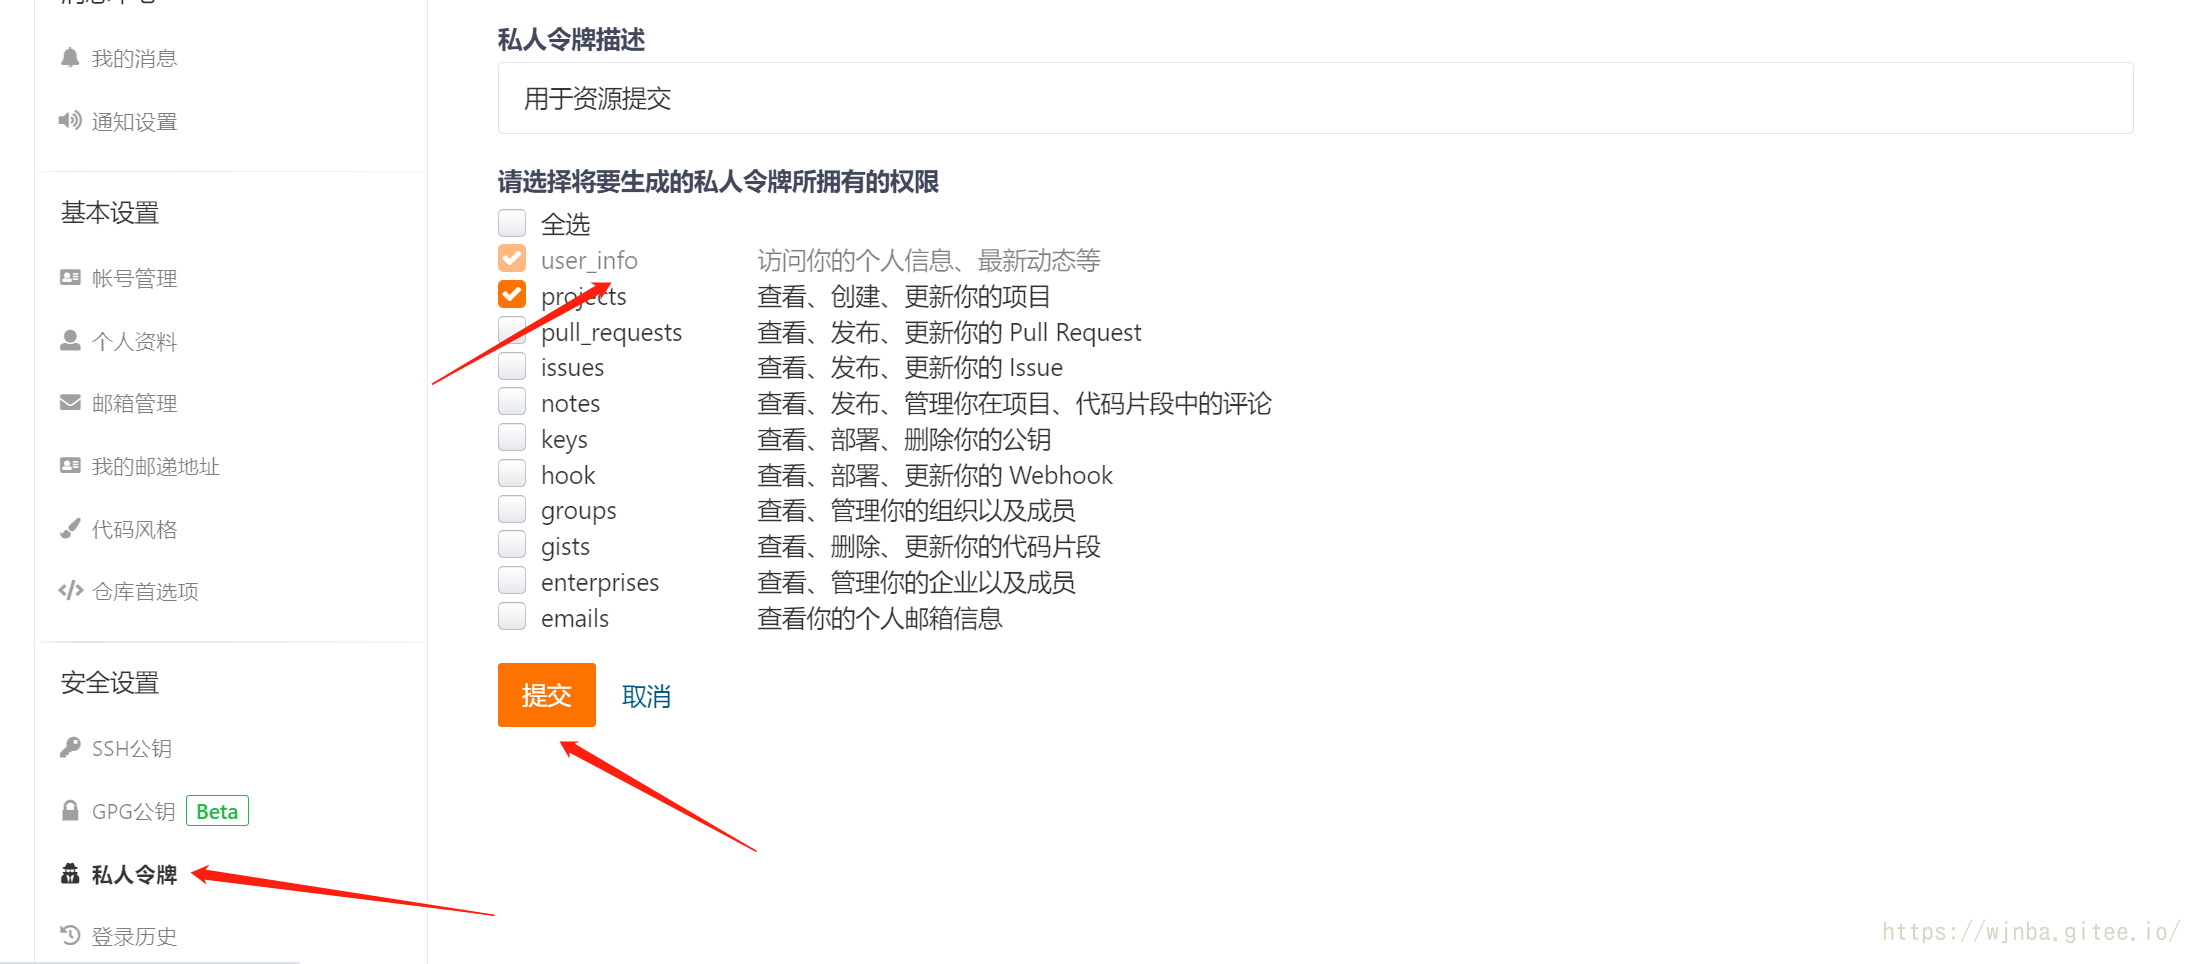 我的消息
通知设置
基本设置
帐号管理
个人资料
邮箱管理
我的邮递地址
代码风格
仓库首选项
安全设置
SSH公钥
GPG公钥 Beta
私人令牌
登录历史
私人令牌描述
用于资源提交
请选择将要生成的私人令牌所拥有的权限
全选
user_info 访问你的个人信息、最新动态等
projects 查看、创建、更新你的项目
pull_requests 查看、发布、更新你的 Pull Request
issues 查看、发布、更新你的 Issue
notes 查看、发布、管理你在项目、代码片段中的评论
keys 查看、部署、删除你的公钥
hook 查看、部署、更新你的 Webhook
groups 查看、管理你的组织以及成员
gists 查看、删除、更新你的代码片段
enterprises 查看、管理你的企业以及成员
emails 查看你的个人邮箱信息
提交 取消
https://wjnba.gitee.io/